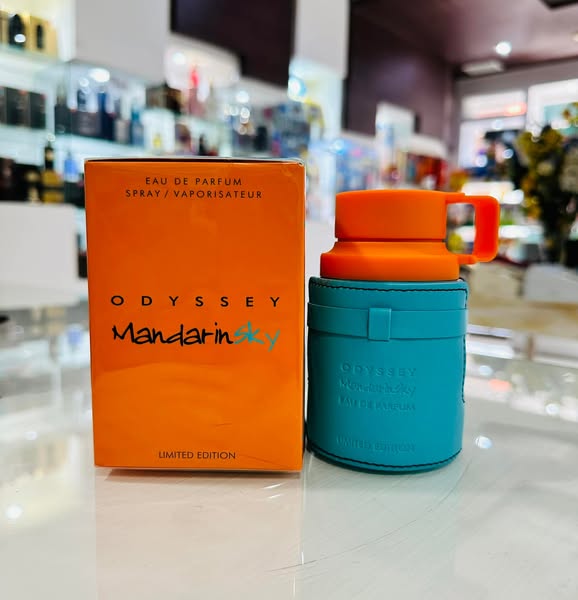 EAU DE PARFUM
SPRAY / VAPORISATEUR
ODYSSEY
Mandarinsky
LIMITED EDITION
ODYSSEY
Mandarinsky
EAU DE PARFUM
LIMITED EDITION